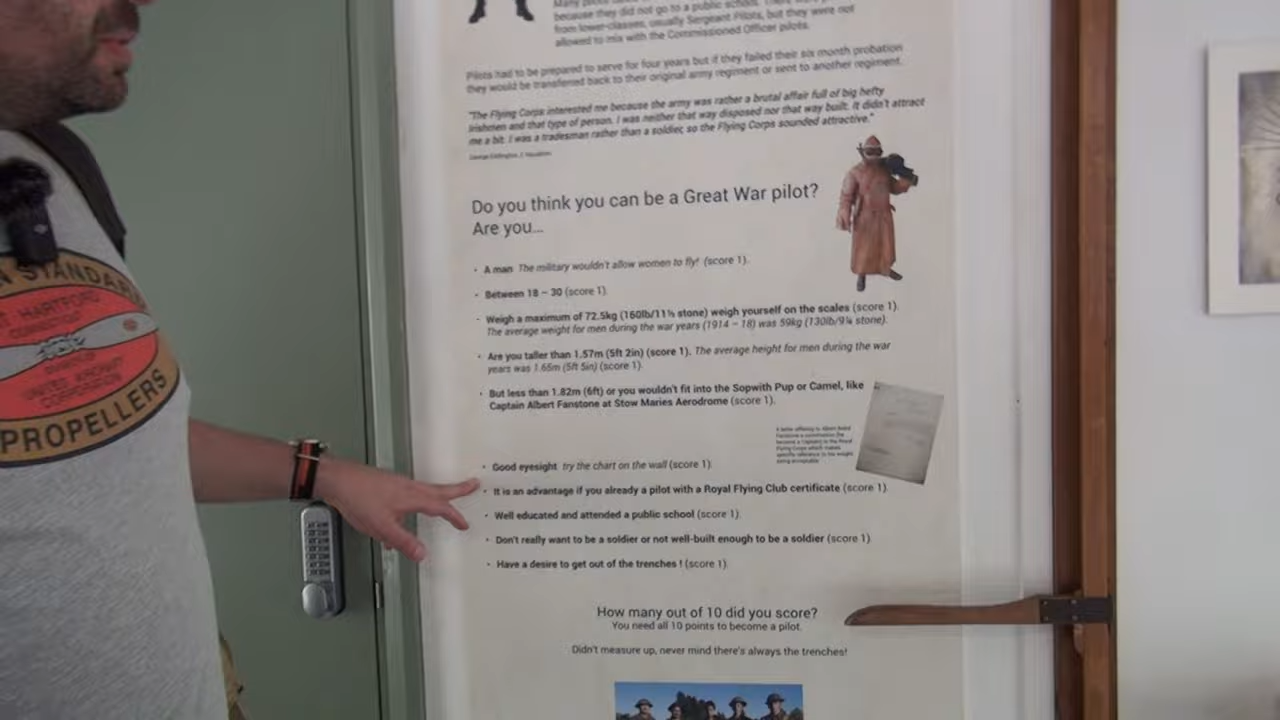 because they did not go to a public school.
from lower-classes, usually Sergeant Pilots, but they were not
allowed to mix with the Commissioned Officer pilots.
Pilots had to be prepared to serve for four years but if they failed their six month probation
they would be transferred back to their original army regiment or sent to another regiment.
"The Flying Corps interested me because the army was rather a brutal affair full of big hefty
Irishmen and that type of person. I was neither that way disposed nor that way built. It didn't attract
me a bit. I was a tradesman rather than a soldier, so the Flying Corps sounded attractive."
Do you think you can be a Great War pilot?
Are you...
• A man The military wouldn't allow women to fly! (score 1).
• Between 18 – 30 (score 1).
• Weigh a maximum of 72.5kg (160lb/11½ stone) weigh yourself on the scales (score 1).
The average weight for men during the war years (1914 – 18) was 59kg (130lb/9¼ stone).
• Are you taller than 1.57m (5ft 2in) (score 1). The average height for men during the war
years was 1.65m (5ft 5in) (score 1).
• But less than 1.82m (6ft) or you wouldn't fit into the Sopwith Pup or Camel, like
Captain Albert Fanstone at Stow Maries Aerodrome (score 1).
• Good eyesight try the chart on the wall (score 1).
• It is an advantage if you already a pilot with a Royal Flying Club certificate (score 1).
• Well educated and attended a public school (score 1).
• Don't really want to be a soldier or not well-built enough to be a soldier (score 1).
• Have a desire to get out of the trenches ! (score 1).
How many out of 10 did you score?
You need all 10 points to become a pilot.
Didn't measure up, never mind there's always the trenches!
STANDARD
HARTFORD
UNITED AIRCRAFT
CORPORATION
PROPELLERS